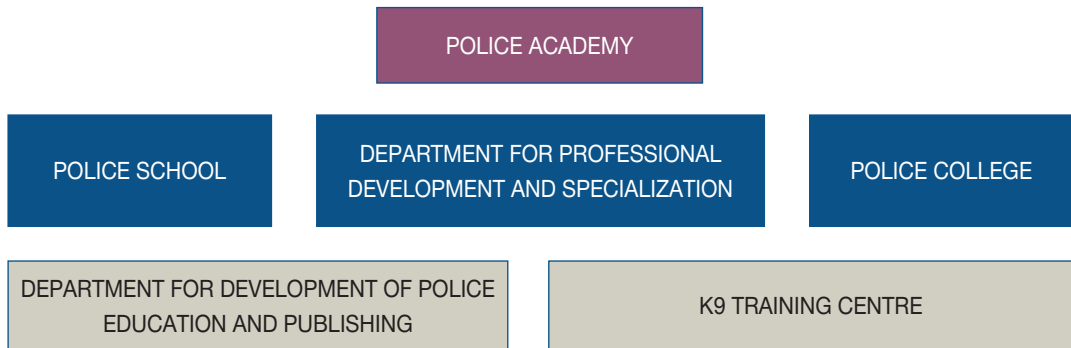 POLICE ACADEMY
POLICE SCHOOL
DEPARTMENT FOR PROFESSIONAL
DEVELOPMENT AND SPECIALIZATION
POLICE COLLEGE
DEPARTMENT FOR DEVELOPMENT OF POLICE
EDUCATION AND PUBLISHING
K9 TRAINING CENTRE